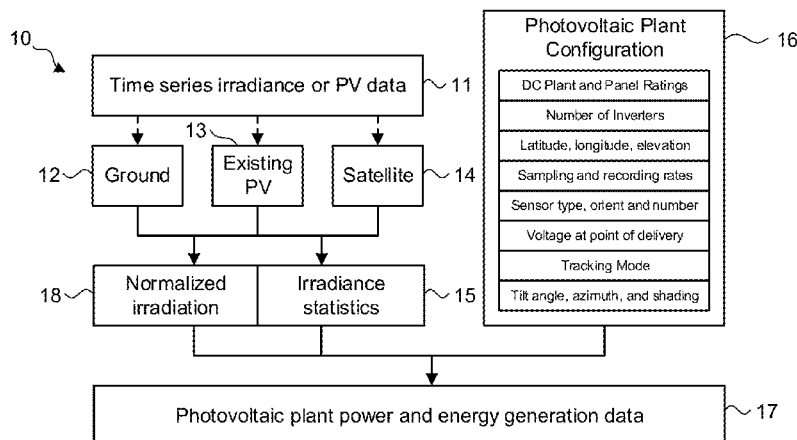 10
Time series irradiance or PV data
11
12
Ground
13
Existing
PV
Satellite
14
18
Normalized
irradiation
Irradiance
statistics
15
Photovoltaic Plant
Configuration
16
DC Plant and Panel Ratings
Number of Inverters
Latitude, longitude, elevation
Sampling and recording rates
Sensor type, orient and number
Voltage at point of delivery
Tracking Mode
Tilt angle, azimuth, and shading
Photovoltaic plant power and energy generation data
17